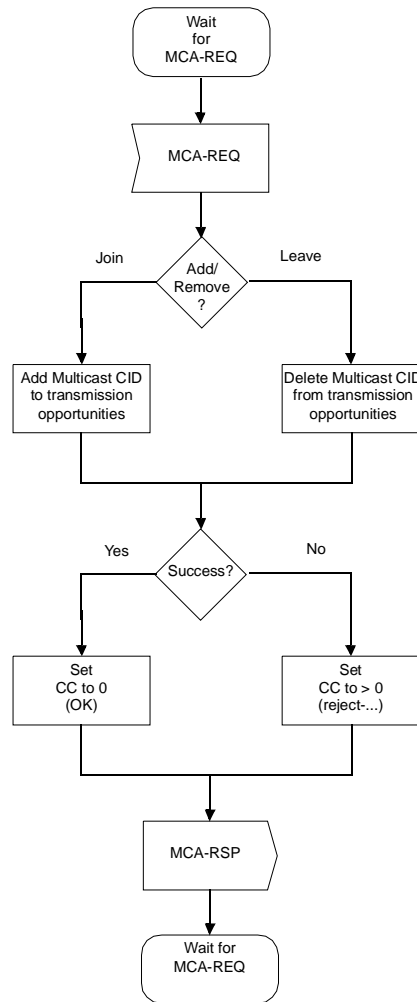 Wait
for
MCA-REQ
MCA-REQ
Join
Add/
Remove
?
Leave
Add Multicast CID
to transmission
opportunities
Delete Multicast CID
from transmission
opportunities
Yes
Success?
No
Set
CC to 0
(OK)
Set
CC to > 0
(reject-...)
MCA-RSP
Wait for
MCA-REQ